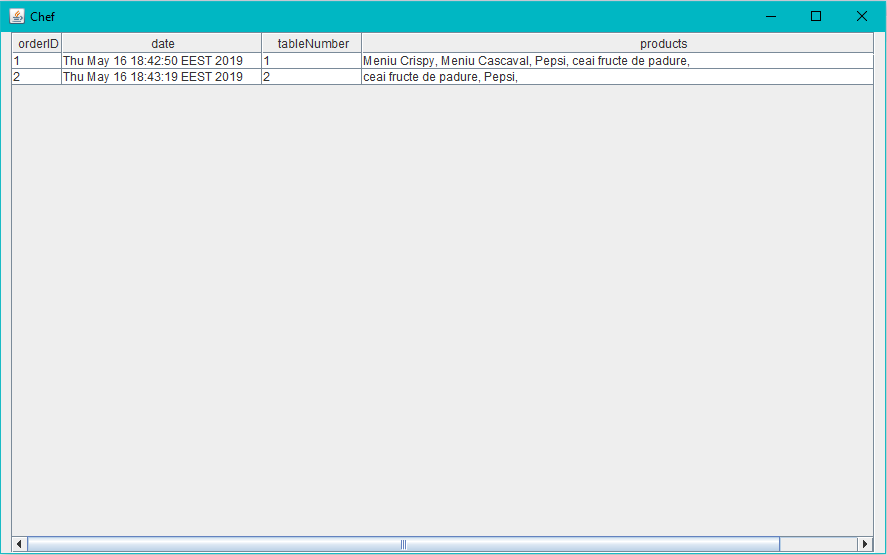 Chef
orderID date tableNumber products
1 Thu May 16 18:42:50 EEST 2019 1 Meniu Crispy, Meniu Cascaval, Pepsi, ceai fructe de padure,
2 Thu May 16 18:43:19 EEST 2019 2 ceai fructe de padure, Pepsi,